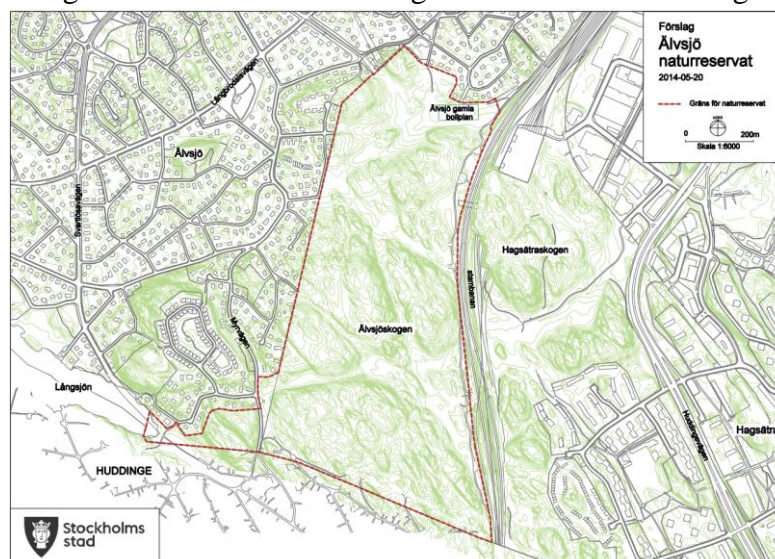 Förslag
Älvsjö
naturreservat
2014-05-20
Gräns för naturreservat
0 200m
Skala 1:6000
Långbrodalsvägen
Älvsjö gamla
bollplan
Älvsjö
Svartlösavägen
Hagsätraskogen
stambanan
Myrvägen
Älvsjöskogen
Långsjön
Huddingevägen
Hagsätra
HUDDINGE
Stockholms
stad